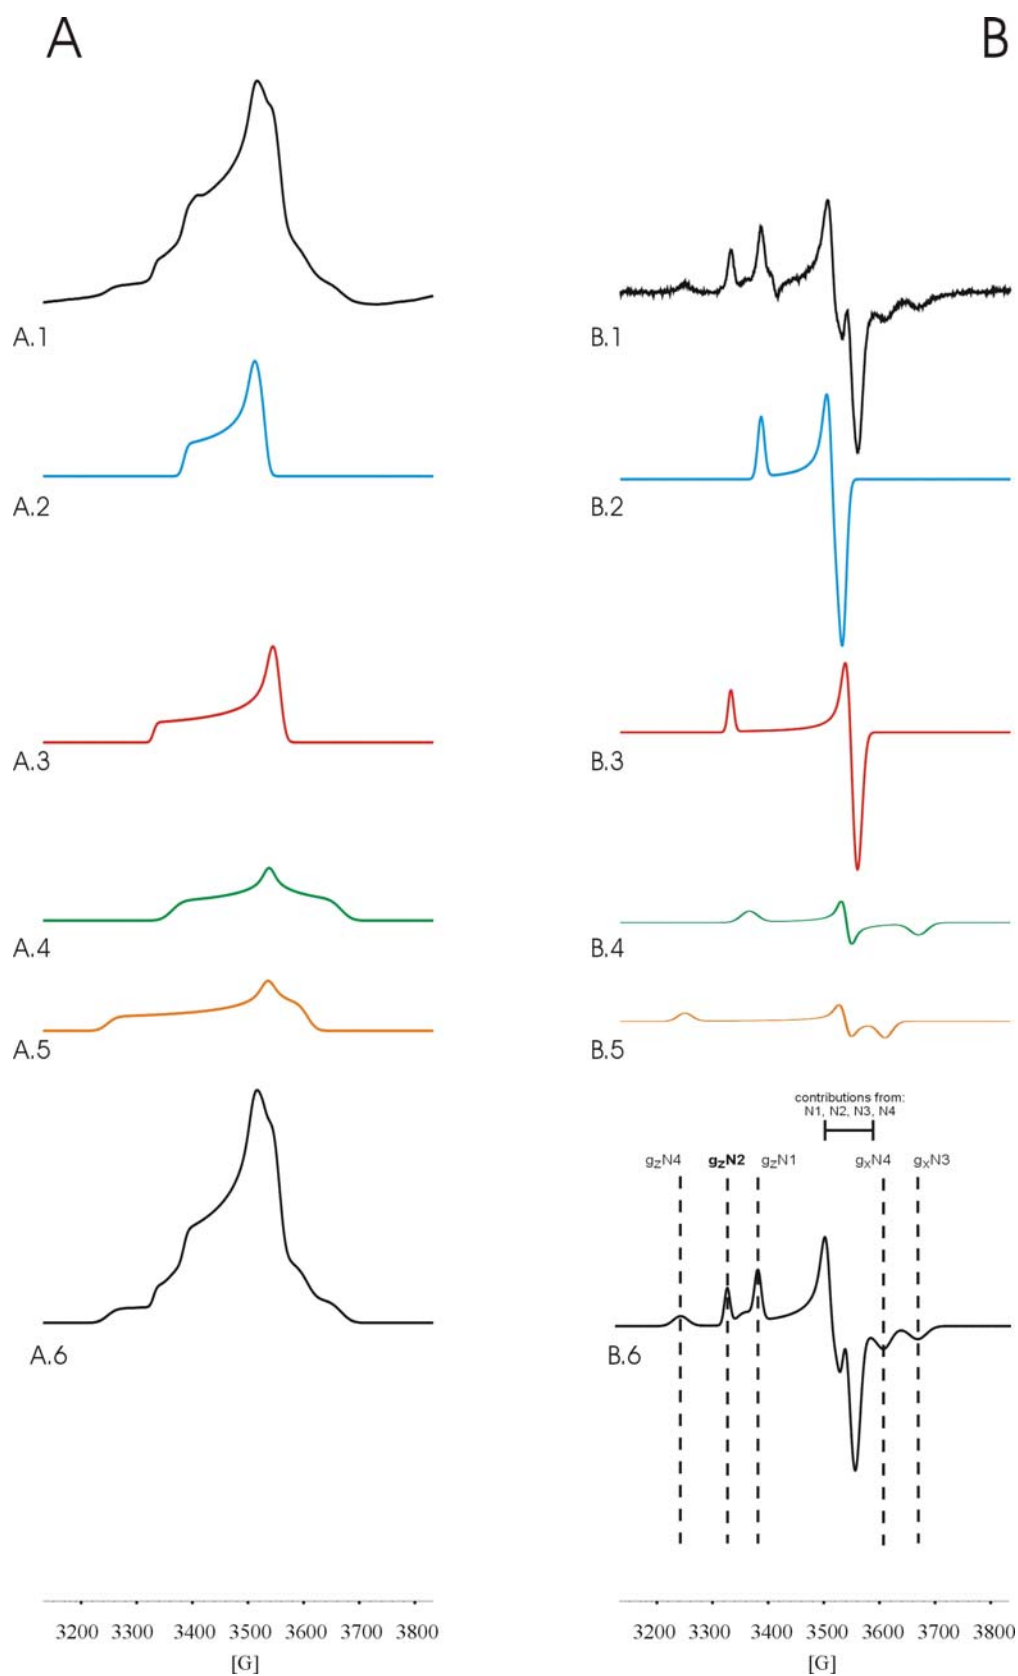 A
B
A.1
B.1
A.2
B.2
A.3
B.3
A.4
B.4
A.5
B.5
contributions from:
N1, N2, N3, N4
gzN4 gzN2 gzN1 gxN4 gxN3
A.6
B.6
3200 3300 3400 3500 3600 3700 3800
[G]
3200 3300 3400 3500 3600 3700 3800
[G]